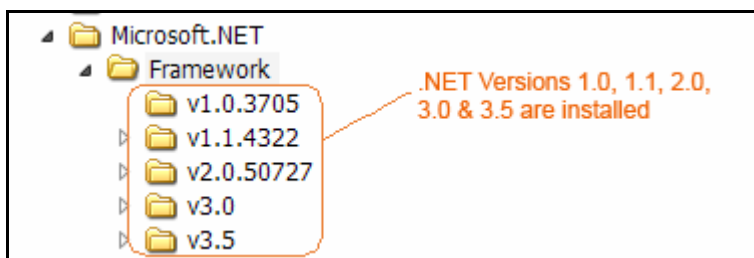 Microsoft.NET
Framework
v1.0.3705
v1.1.4322
v2.0.50727
v3.0
v3.5
.NET Versions 1.0, 1.1, 2.0,
3.0 & 3.5 are installed